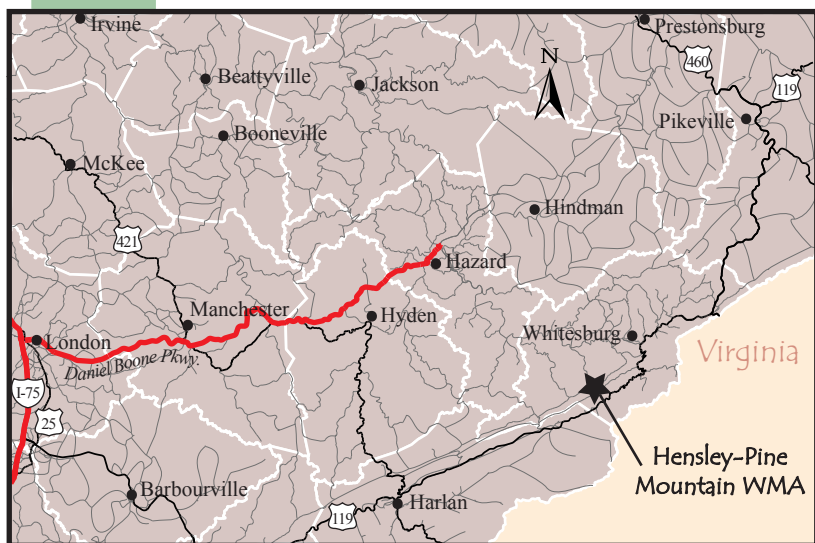 Irvine
Prestonsburg
460
N
119
Beattyville
Jackson
Pikeville
Booneville
McKee
Hindman
421
Hazard
Manchester
Hyden
Whitesburg
London
Virginia
Daniel Boone Pkwy.
I-75
25
Hensley-Pine
Mountain WMA
Barbourville
Harlan
119